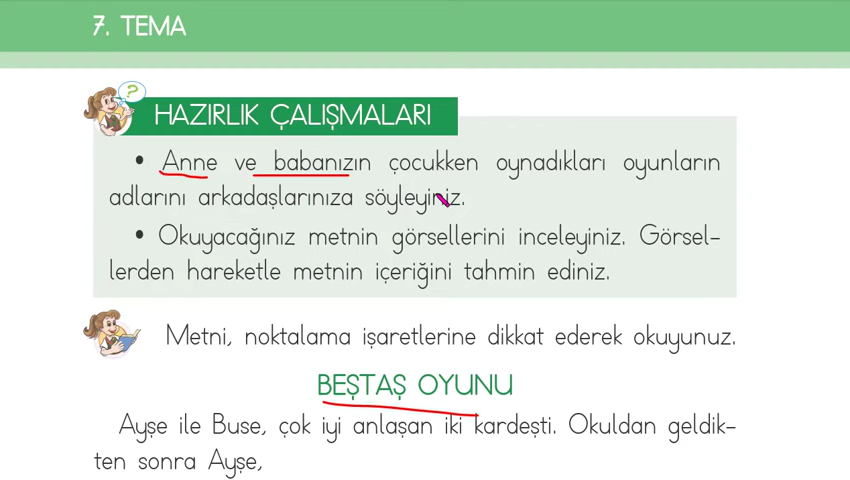 7. TEMA
?
HAZIRLIK ÇALIŞMALARI
• Anne ve babanızın çocukken oynadıkları oyunların
adlarını arkadaşlarınıza söyleyiniz.
• Okuyacağınız metnin görsellerini inceleyiniz. Görsel-
lerden hareketle metnin içeriğini tahmin ediniz.
Metni, noktalama işaretlerine dikkat ederek okuyunuz.
BEŞTAŞ OYUNU
Ayşe ile Buse, çok iyi anlaşan iki kardeşti. Okuldan geldik-
ten sonra Ayşe,